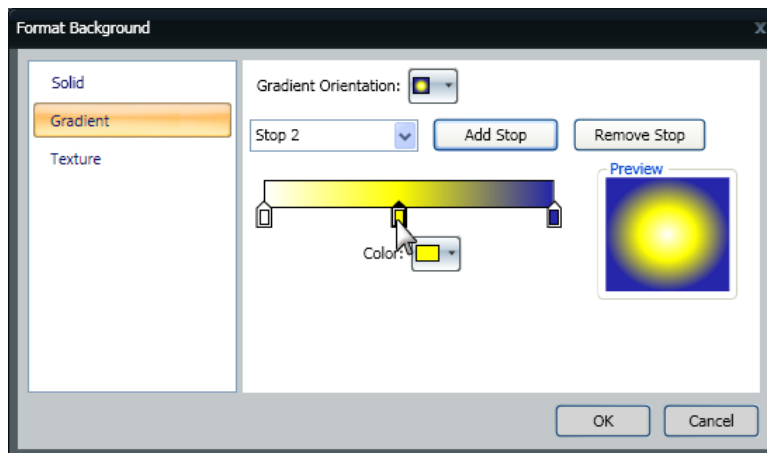 Format Background
x
Solid
Gradient
Texture
Gradient Orientation:
Stop 2
Add Stop
Remove Stop
Preview
Color:
OK
Cancel